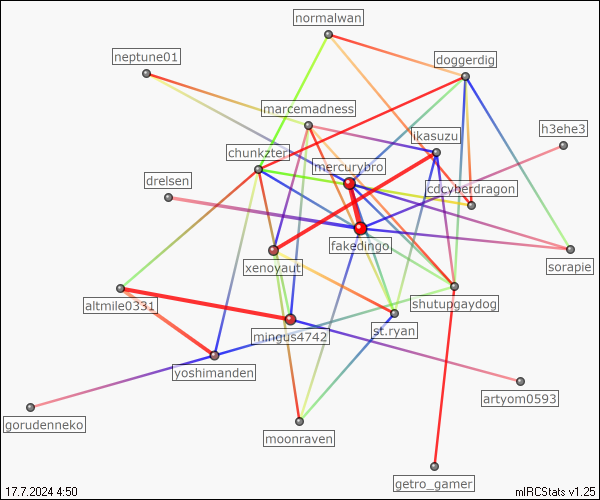 normalwan
neptune01
doggerdig
marcemadness
h3ehe3
ikasuzu
chunkzter
mercurybro
drelsen
cdcyberdragon
fakedingo
xenoyaut
sorapie
altmile0331
shutupgaydog
mingus4742
st.ryan
yoshimanden
artyom0593
gorudenneko
moonraven
getro_gamer
17.7.2024 4:50
mIRCStats v1.25